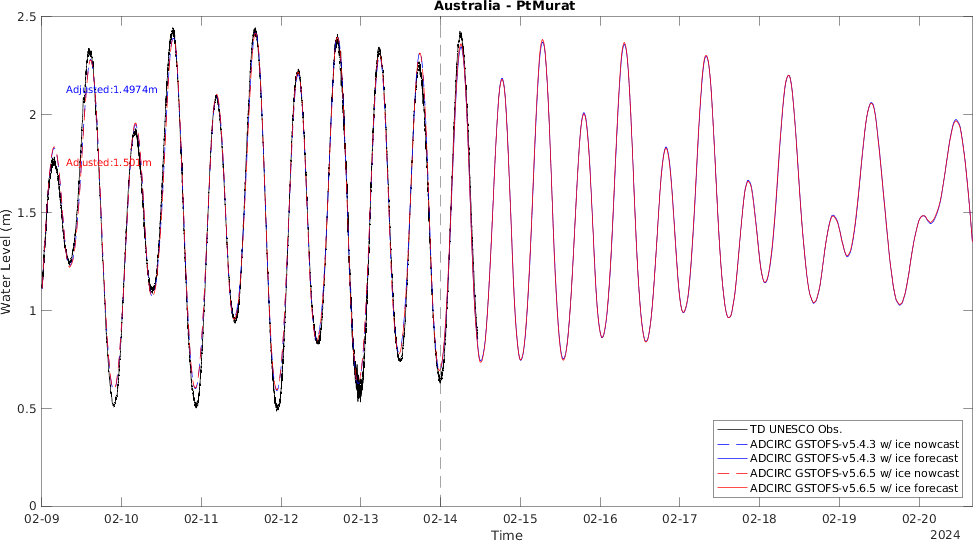 Australia - PtMurat
2.5
2
1.5
1
0.5
0
Water Level (m)
Adjusted:1.4974m
Adjusted:1.501m
TD UNESCO Obs.
ADCIRC GSTOFS-v5.4.3 w/ ice nowcast
ADCIRC GSTOFS-v5.4.3 w/ ice forecast
ADCIRC GSTOFS-v5.6.5 w/ ice nowcast
ADCIRC GSTOFS-v5.6.5 w/ ice forecast
02-09 02-10 02-11 02-12 02-13 02-14 02-15 02-16 02-17 02-18 02-19 02-20
Time
2024